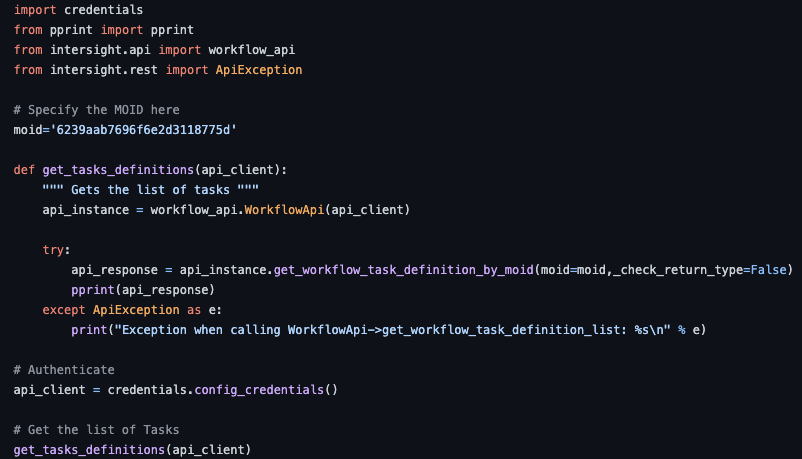 import credentials
from pprint import pprint
from intersight.api import workflow_api
from intersight.rest import ApiException

# Specify the MOID here
moid='6239aab7696f6e2d3118775d'

def get_tasks_definitions(api_client):
    """ Gets the list of tasks """
    api_instance = workflow_api.WorkflowApi(api_client)

    try:
        api_response = api_instance.get_workflow_task_definition_by_moid(moid=moid,_check_return_type=False)
        pprint(api_response)
    except ApiException as e:
        print("Exception when calling WorkflowApi->get_workflow_task_definition_list: %s\n" % e)

# Authenticate
api_client = credentials.config_credentials()

# Get the list of Tasks
get_tasks_definitions(api_client)